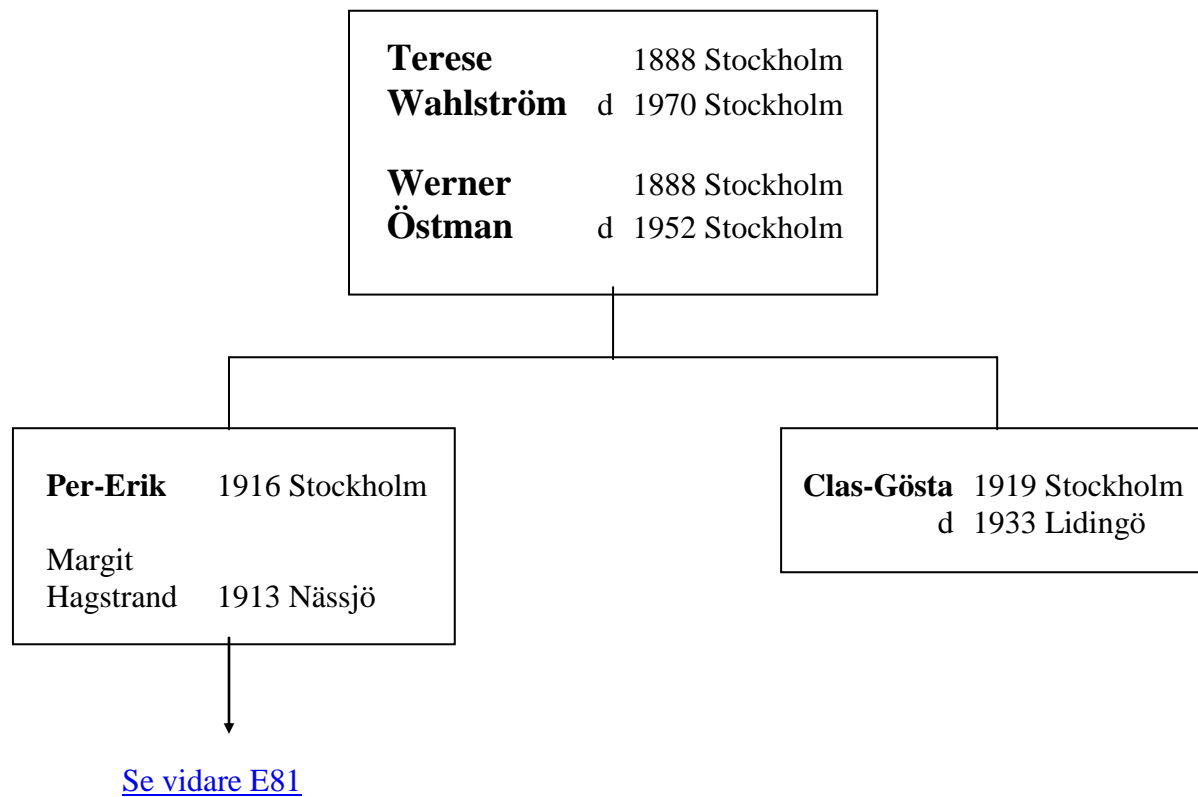 Terese 1888 Stockholm
Wahlström d 1970 Stockholm
Werner 1888 Stockholm
Östman d 1952 Stockholm
Per-Erik 1916 Stockholm
Margit
Hagstrand 1913 Nässjö
Clas-Gösta 1919 Stockholm
d 1933 Lidingö
Se vidare E81